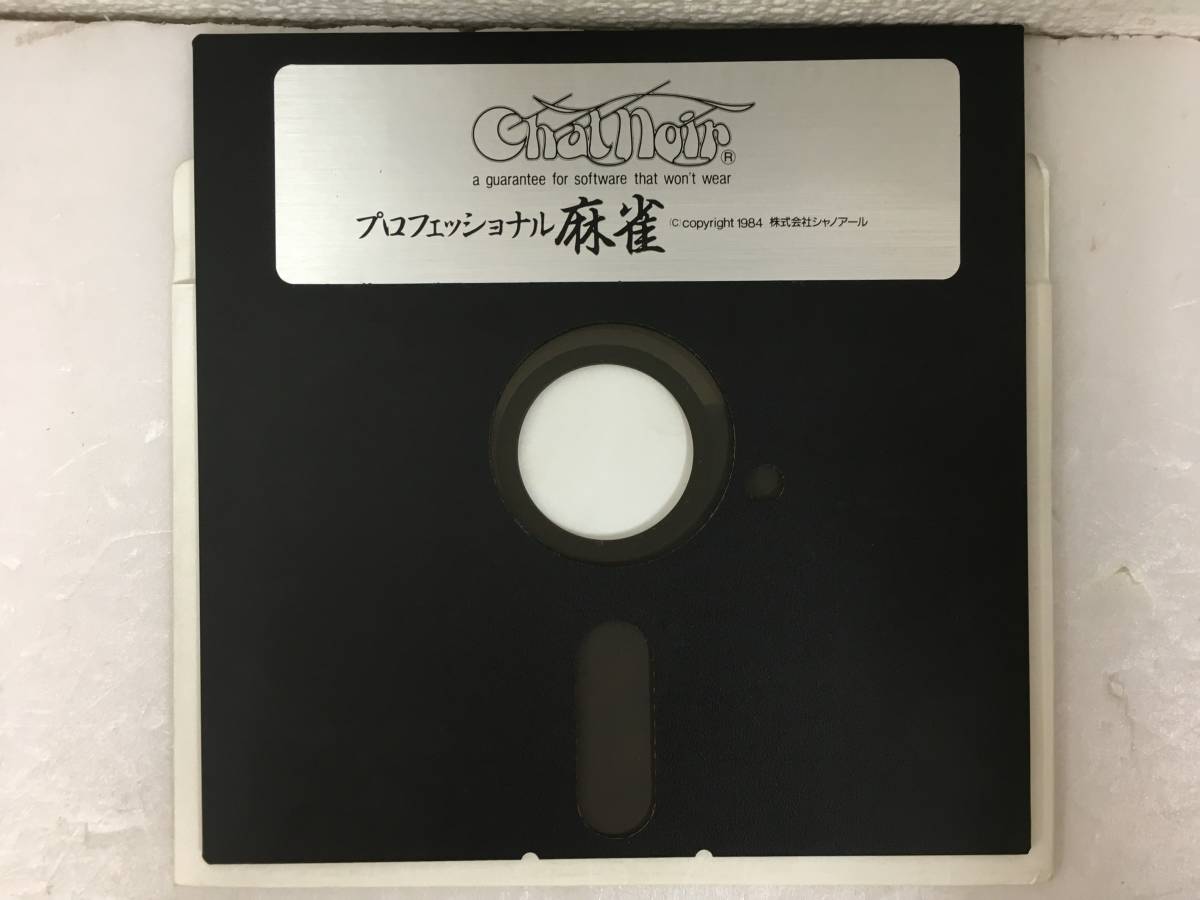 ChatNoir®
a guarantee for software that won't wear
プロフェッショナル麻雀 (C)copyright 1984 株式会社シャノアール